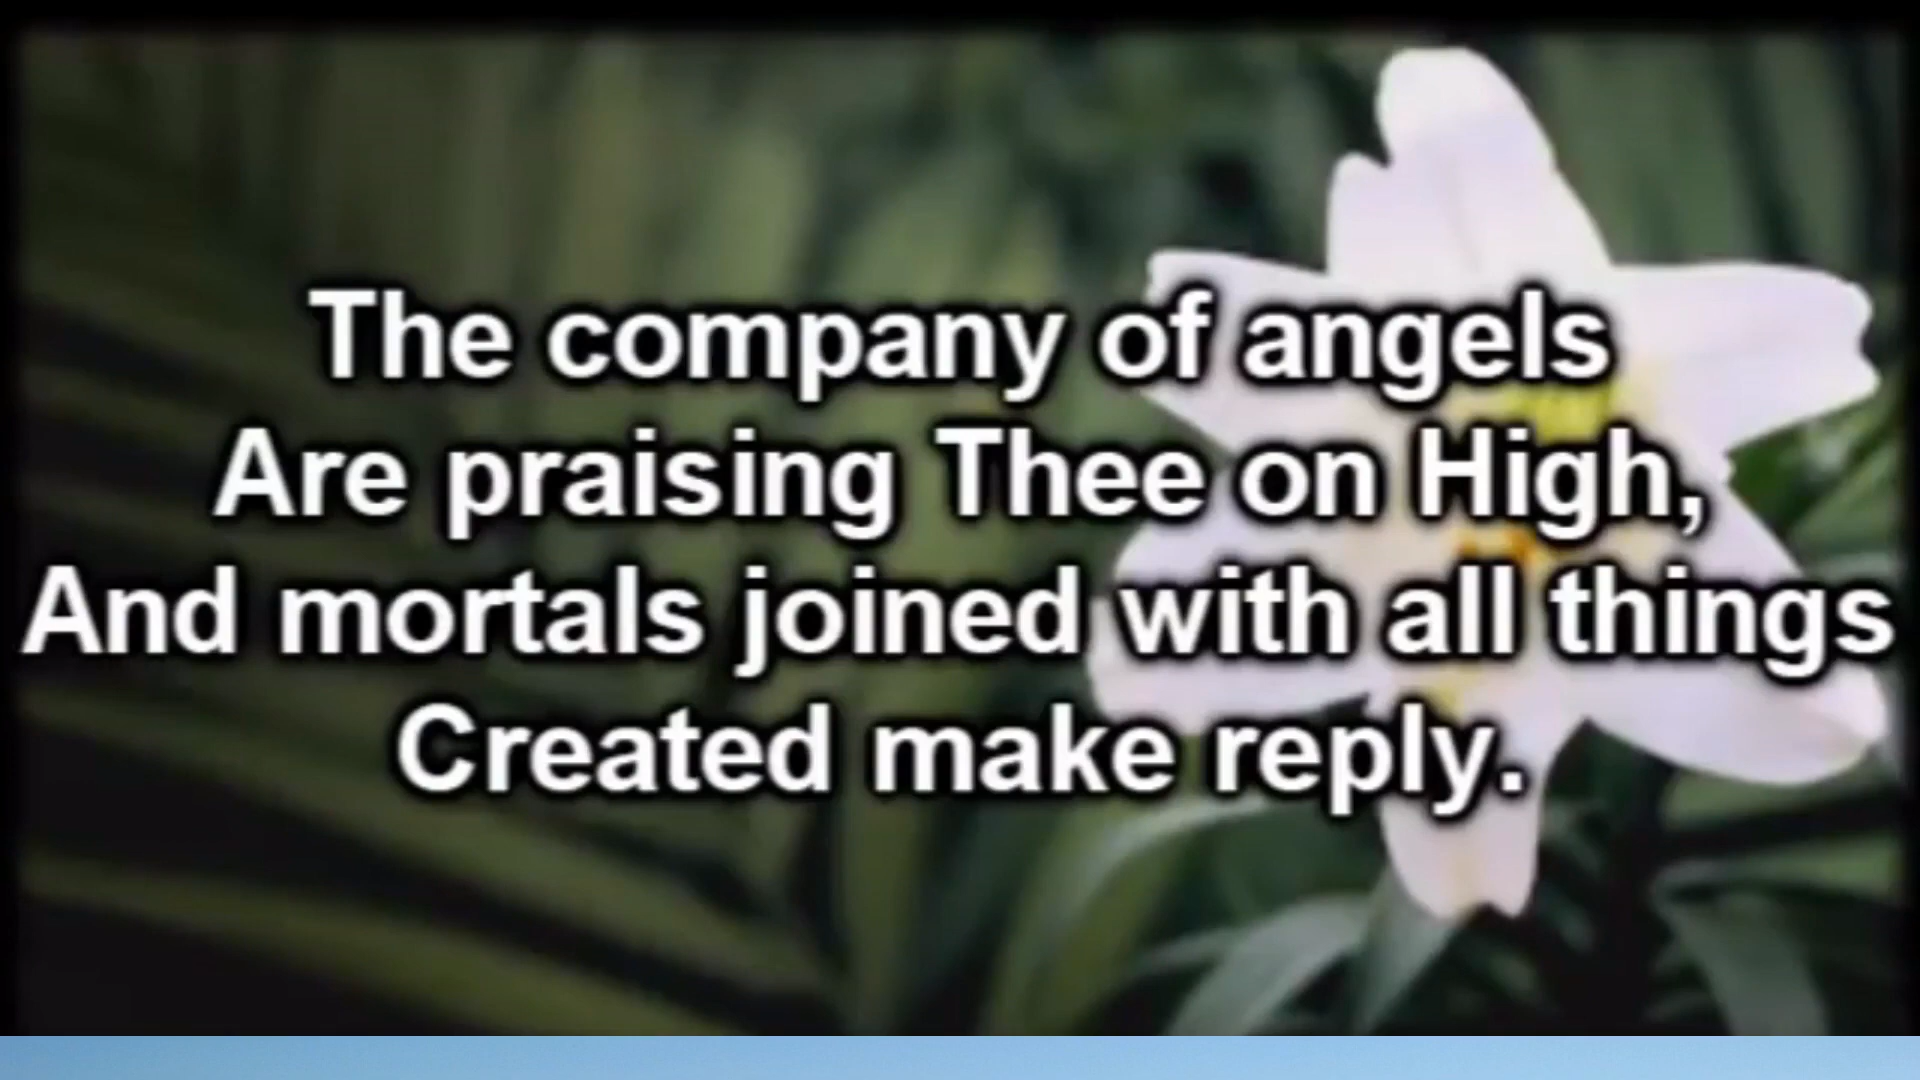 The company of angels
Are praising Thee on High,
And mortals joined with all things
Created make reply.